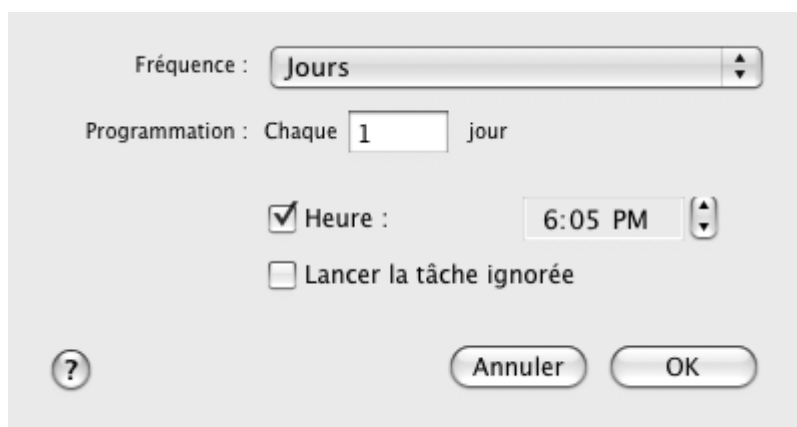 Fréquence : Jours
Programmation : Chaque 1 jour
Heure : 6:05 PM
Lancer la tâche ignorée
? Annuler OK